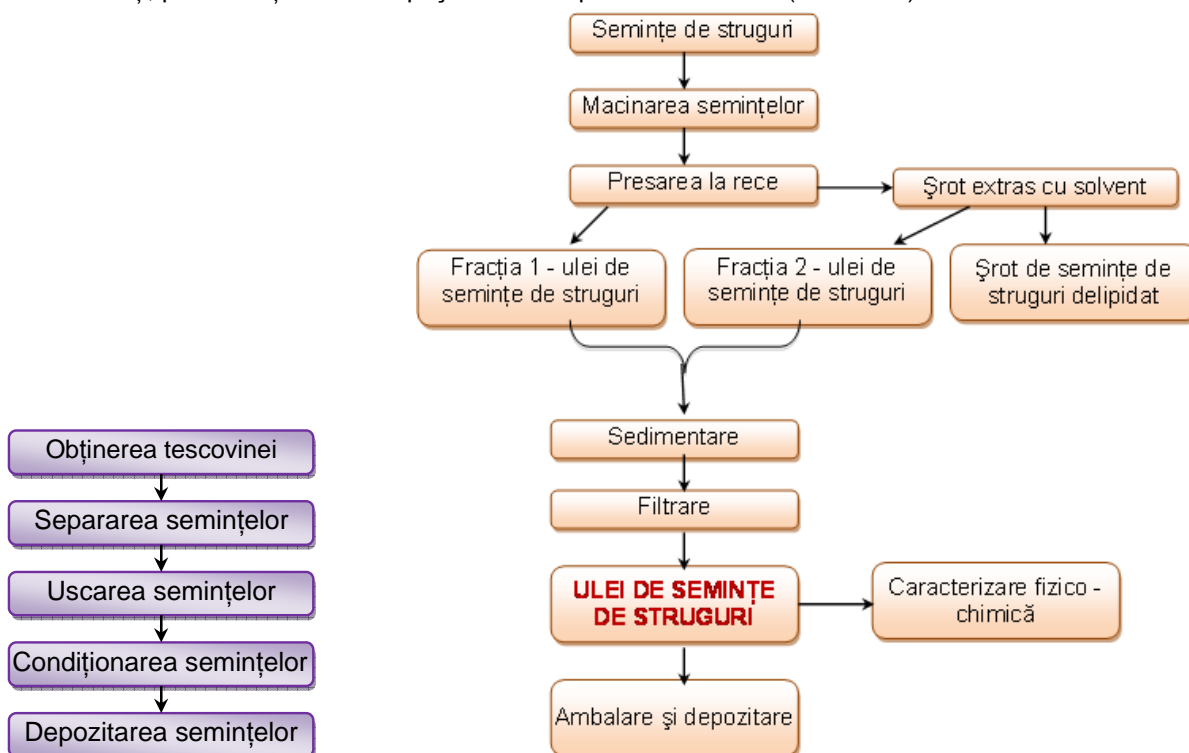 Semințe de struguri
Macinarea semințelor
Presarea la rece
Şrot extras cu solvent
Fracția 1 - ulei de
semințe de struguri
Fracția 2 - ulei de
semințe de struguri
Şrot de semințe de
struguri delipidat
Sedimentare
Filtrare
ULEI DE SEMINȚE
DE STRUGURI
Caracterizare fizico -
chimică
Ambalare şi depozitare
Obținerea tescovinei
Separarea semințelor
Uscarea semințelor
Condiționarea semințelor
Depozitarea semințelor